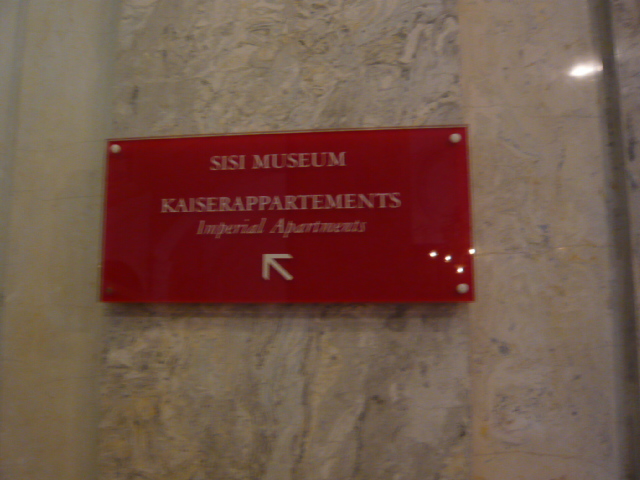 SISI MUSEUM
KAISERAPPARTEMENTS
Imperial Apartments